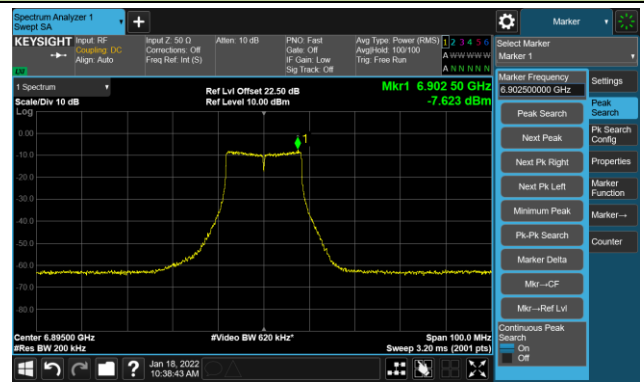 Spectrum Analyzer 1
Swept SA
Marker
KEYSIGHT
Input: RF
Coupling: DC
Align: Auto
Input Z: 50 Ω
Corrections: Off
Freq Ref: Int (S)
Atten: 10 dB
PNO: Fast
Gate: Off
IF Gain: Low
Sig Track: Off
Avg Type: Power (RMS)
Avg|Hold: 100/100
Trig: Free Run
1 2 3 4 5 6
A W W W W W
A N N N N N
Select Marker
Marker 1
LV
1 Spectrum
Scale/Div 10 dB
Log
Ref Lvl Offset 22.50 dB
Ref Level 10.00 dBm
Mkr1 6.902 50 GHz
-7.623 dBm
1
0.00
-10.0
-20.0
-30.0
-40.0
-50.0
-60.0
-70.0
-80.0
Center 6.89500 GHz
#Res BW 200 kHz
#Video BW 620 kHz*
Span 100.0 MHz
Sweep 3.20 ms (2001 pts)
Marker Frequency
6.902500000 GHz
Peak Search
Next Peak
Next Pk Right
Next Pk Left
Minimum Peak
Pk-Pk Search
Marker Delta
Mkr→CF
Mkr→Ref Lvl
Continuous Peak
Search
On
Off
Settings
Peak
Search
Pk Search
Config
Properties
Marker
Function
Marker→
Counter
?
Jan 18, 2022
10:38:43 AM